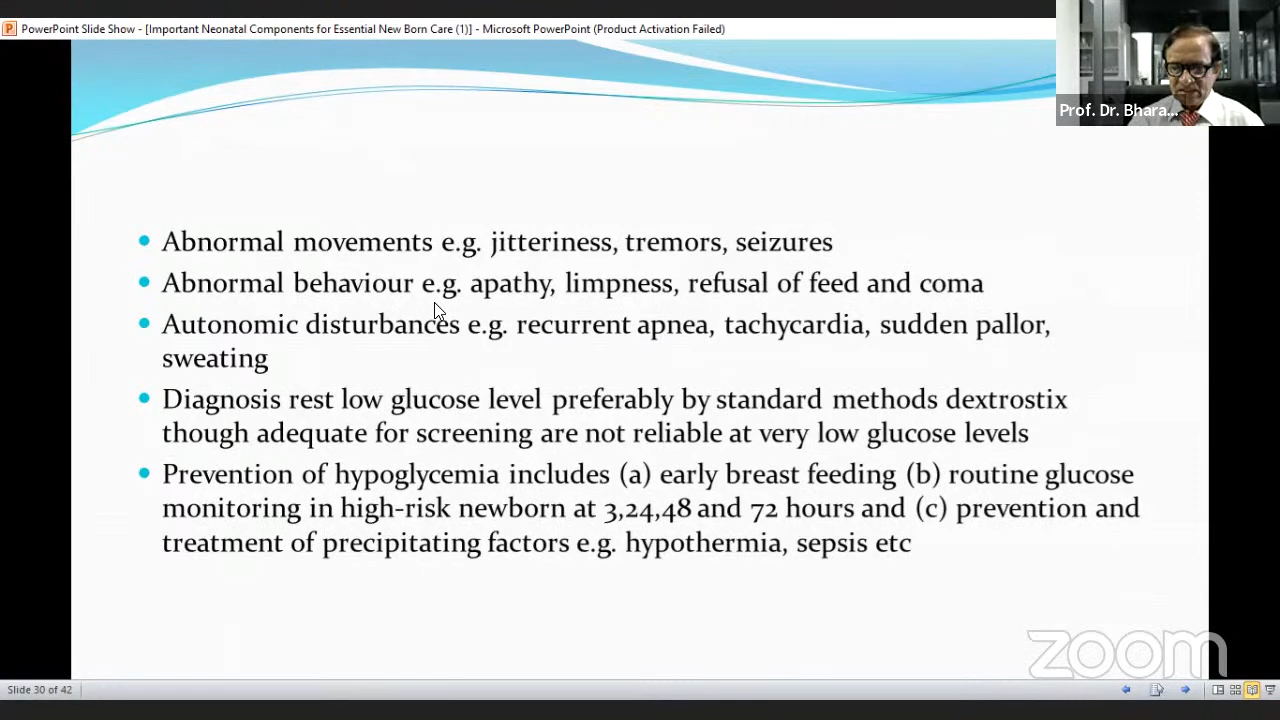 PowerPoint Slide Show - [Important Neonatal Components for Essential New Born Care (1)] - Microsoft PowerPoint (Product Activation Failed)
Prof. Dr. Bhara...
• Abnormal movements e.g. jitteriness, tremors, seizures
• Abnormal behaviour e.g. apathy, limpness, refusal of feed and coma
• Autonomic disturbances e.g. recurrent apnea, tachycardia, sudden pallor,
sweating
• Diagnosis rest low glucose level preferably by standard methods dextrostix
though adequate for screening are not reliable at very low glucose levels
• Prevention of hypoglycemia includes (a) early breast feeding (b) routine glucose
monitoring in high-risk newborn at 3,24,48 and 72 hours and (c) prevention and
treatment of precipitating factors e.g. hypothermia, sepsis etc
zoom
Slide 30 of 42